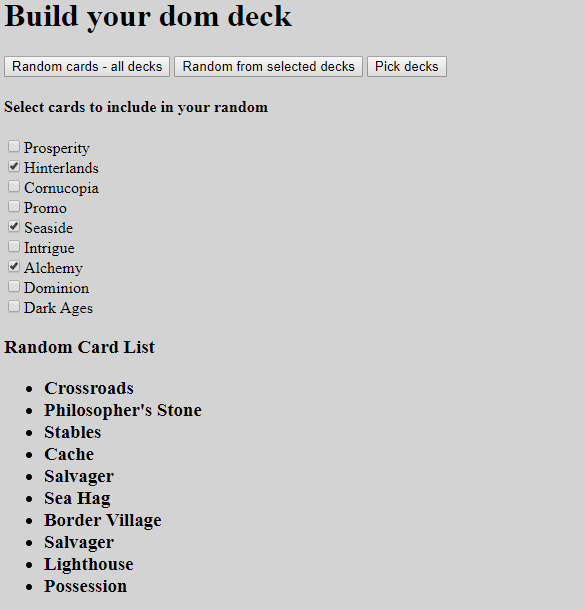 Build your dom deck
Random cards - all decks Random from selected decks Pick decks
Select cards to include in your random
Prosperity
Hinterlands
Cornucopia
Promo
Seaside
Intrigue
Alchemy
Dominion
Dark Ages
Random Card List
Crossroads
Philosopher's Stone
Stables
Cache
Salvager
Sea Hag
Border Village
Salvager
Lighthouse
Possession